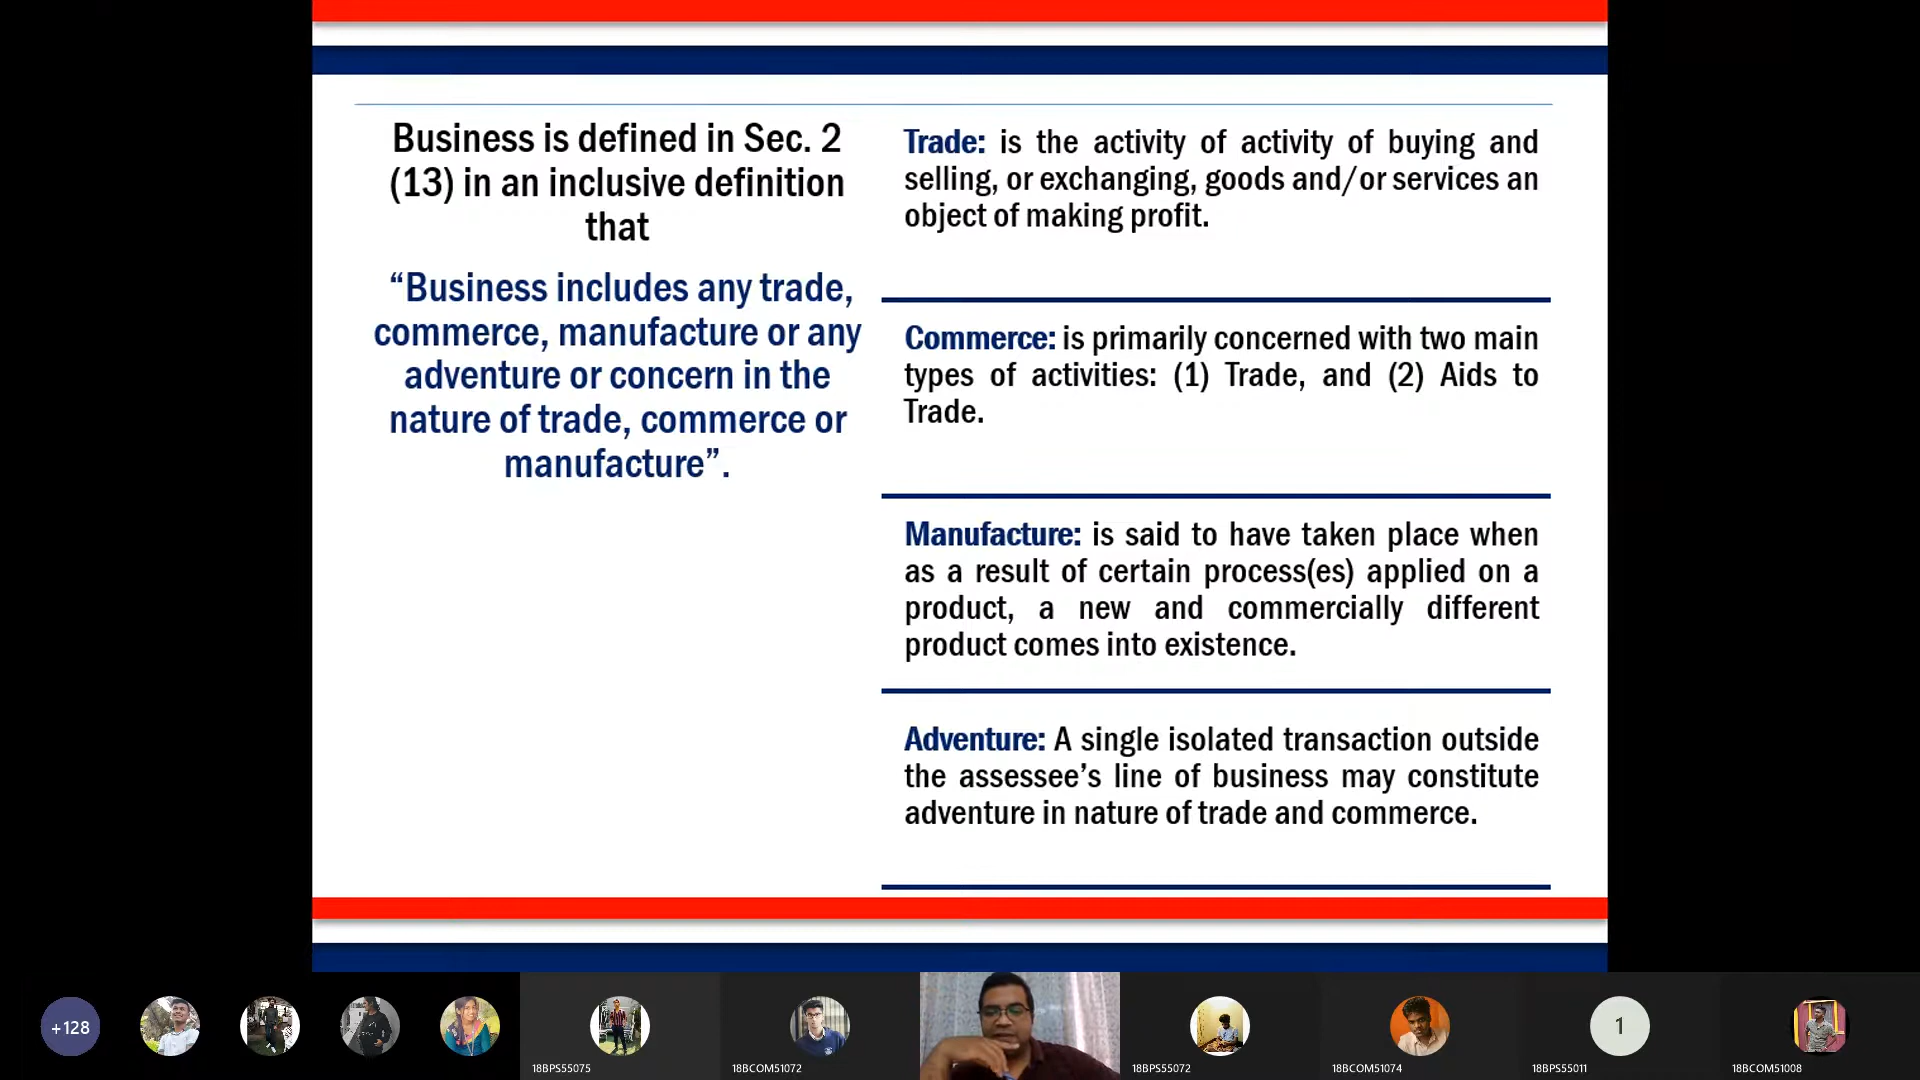 Business is defined in Sec. 2
(13) in an inclusive definition
that
“Business includes any trade,
commerce, manufacture or any
adventure or concern in the
nature of trade, commerce or
manufacture”.
Trade: is the activity of activity of buying and
selling, or exchanging, goods and/or services an
object of making profit.
Commerce: is primarily concerned with two main
types of activities: (1) Trade, and (2) Aids to
Trade.
Manufacture: is said to have taken place when
as a result of certain process(es) applied on a
product, a new and commercially different
product comes into existence.
Adventure: A single isolated transaction outside
the assessee’s line of business may constitute
adventure in nature of trade and commerce.
+128
18BPS55075
18BCOM51072
18BPS55072
18BCOM51074
1
18BPS55011
18BCOM51008